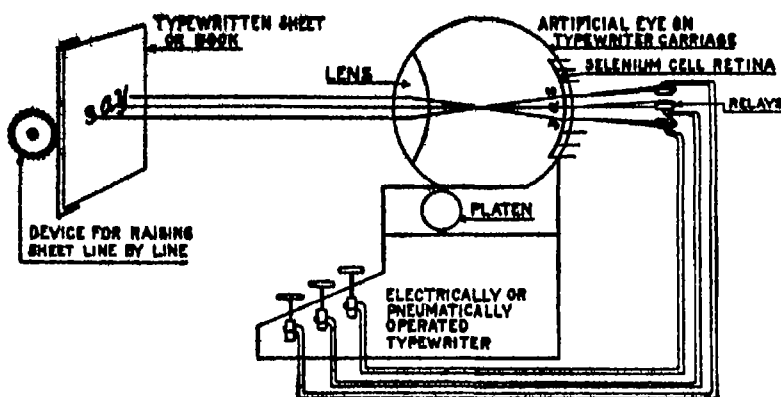 TYPEWRITTEN SHEET
OR BOOK
ARTIFICIAL EYE ON
TYPEWRITER CARRIAGE
LENS
SELENIUM CELL RETINA
RELAYS
say
PLATEN
DEVICE FOR RAISING
SHEET LINE BY LINE
ELECTRICALLY OR
PNEUMATICALLY
OPERATED
TYPEWRITER